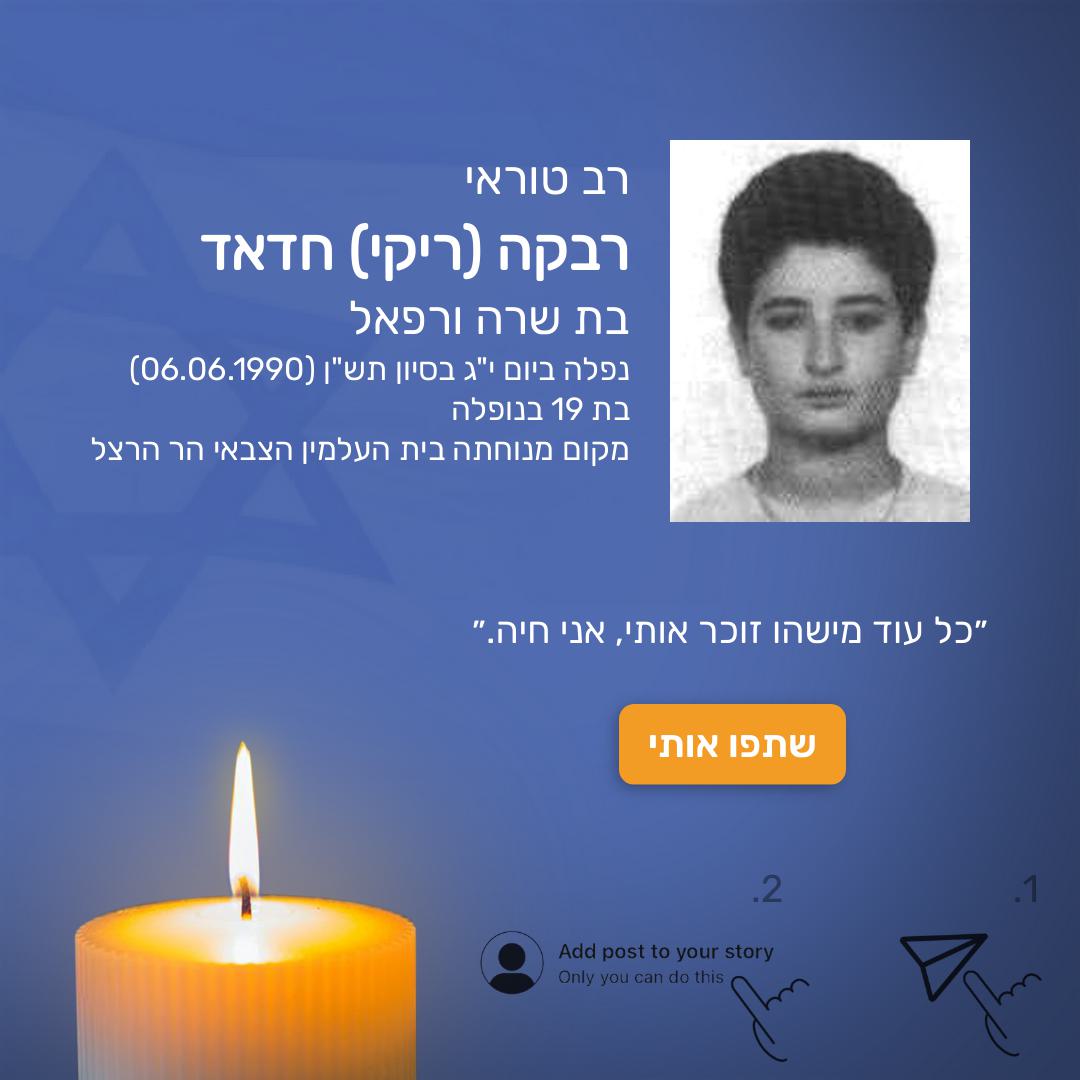 רב טוראי
רבקה (ריקי) חדאד
בת שרה ורפאל
נפלה ביום י"ג בסיון תש"ן (06.06.1990)
בת 19 בנופלה
מקום מנוחתה בית העלמין הצבאי הר הרצל
״כל עוד מישהו זוכר אותי, אני חיה.״
שתפו אותי
1.
2.
Add post to your story
Only you can do this